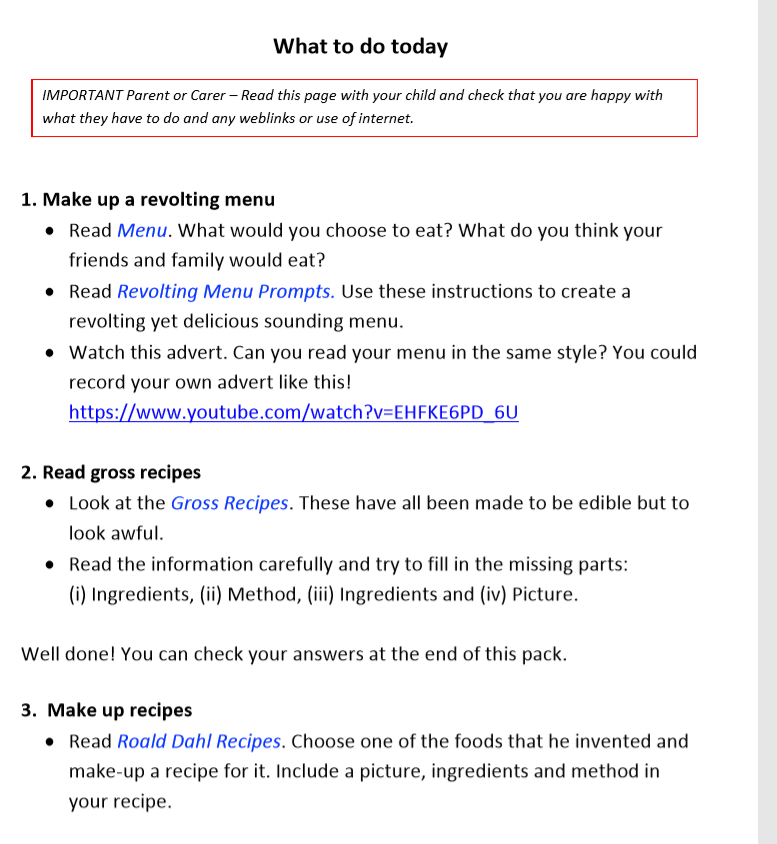 What to do today
IMPORTANT Parent or Carer – Read this page with your child and check that you are happy with
what they have to do and any weblinks or use of internet.
1. Make up a revolting menu
• Read Menu. What would you choose to eat? What do you think your
friends and family would eat?
• Read Revolting Menu Prompts. Use these instructions to create a
revolting yet delicious sounding menu.
• Watch this advert. Can you read your menu in the same style? You could
record your own advert like this!
https://www.youtube.com/watch?v=EHFKE6PD_6U
2. Read gross recipes
• Look at the Gross Recipes. These have all been made to be edible but to
look awful.
• Read the information carefully and try to fill in the missing parts:
(i) Ingredients, (ii) Method, (iii) Ingredients and (iv) Picture.
Well done! You can check your answers at the end of this pack.
3. Make up recipes
• Read Roald Dahl Recipes. Choose one of the foods that he invented and
make-up a recipe for it. Include a picture, ingredients and method in
your recipe.